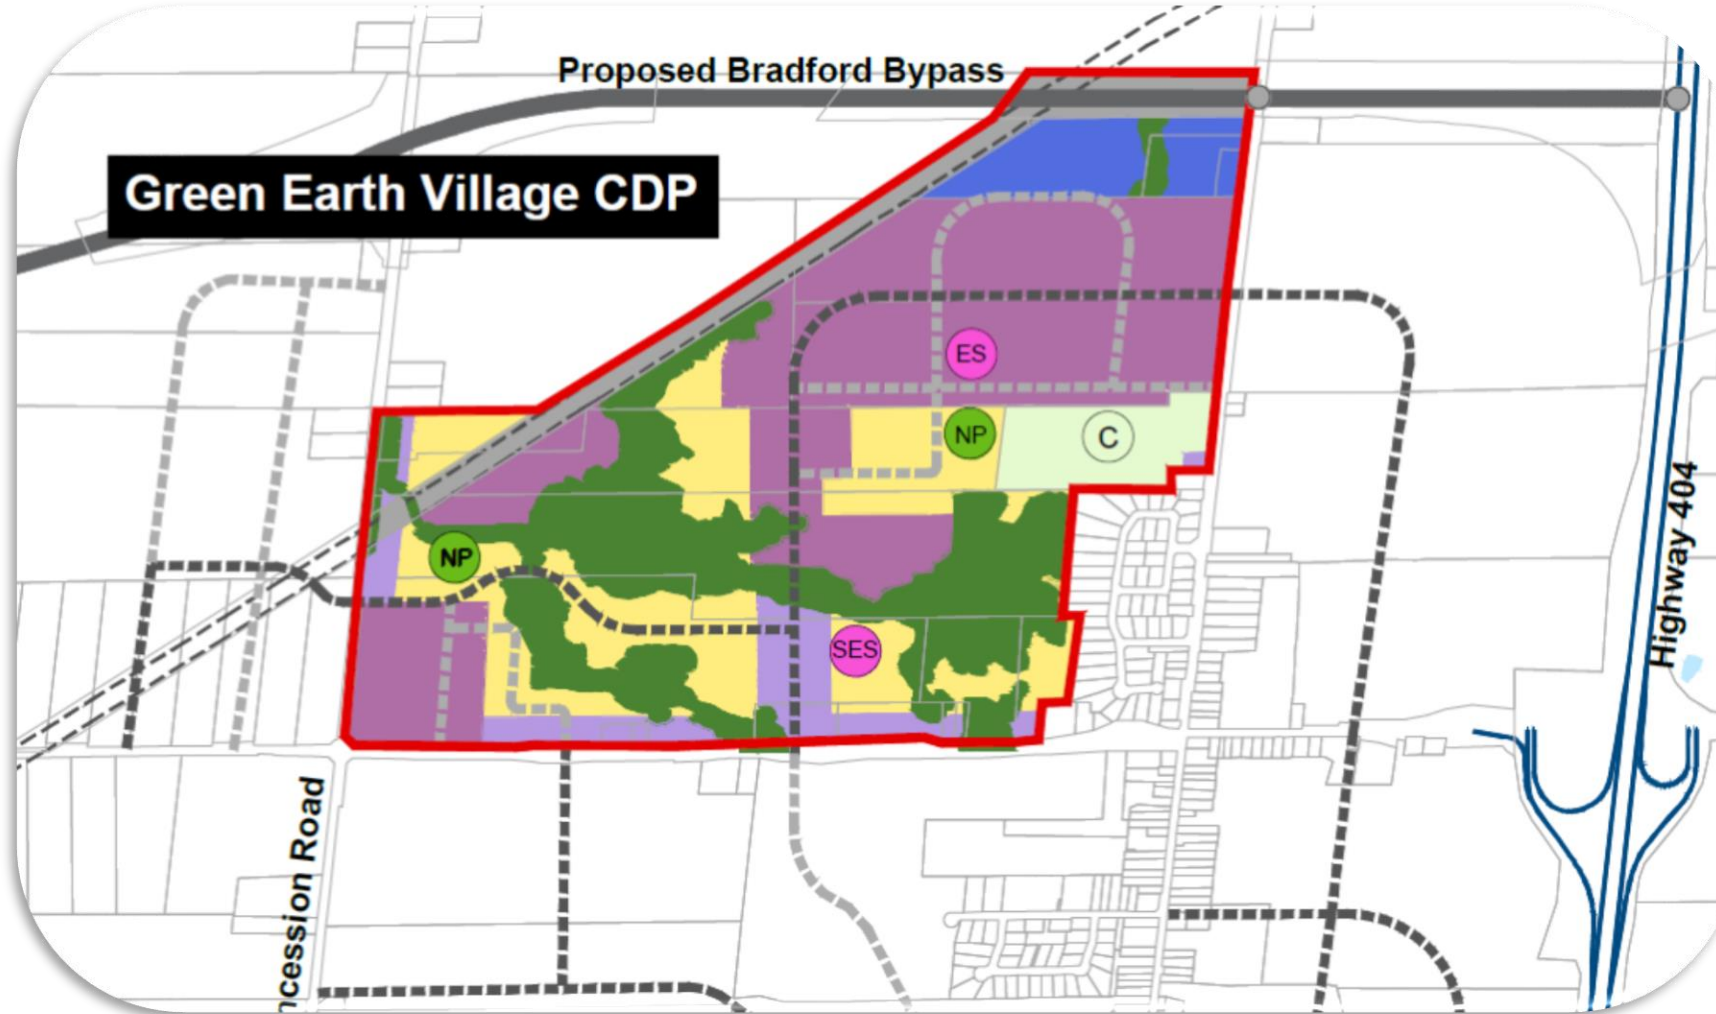 Proposed Bradford Bypass
Green Earth Village CDP
ES
NP
C
NP
SES
Highway 404
ncession Road